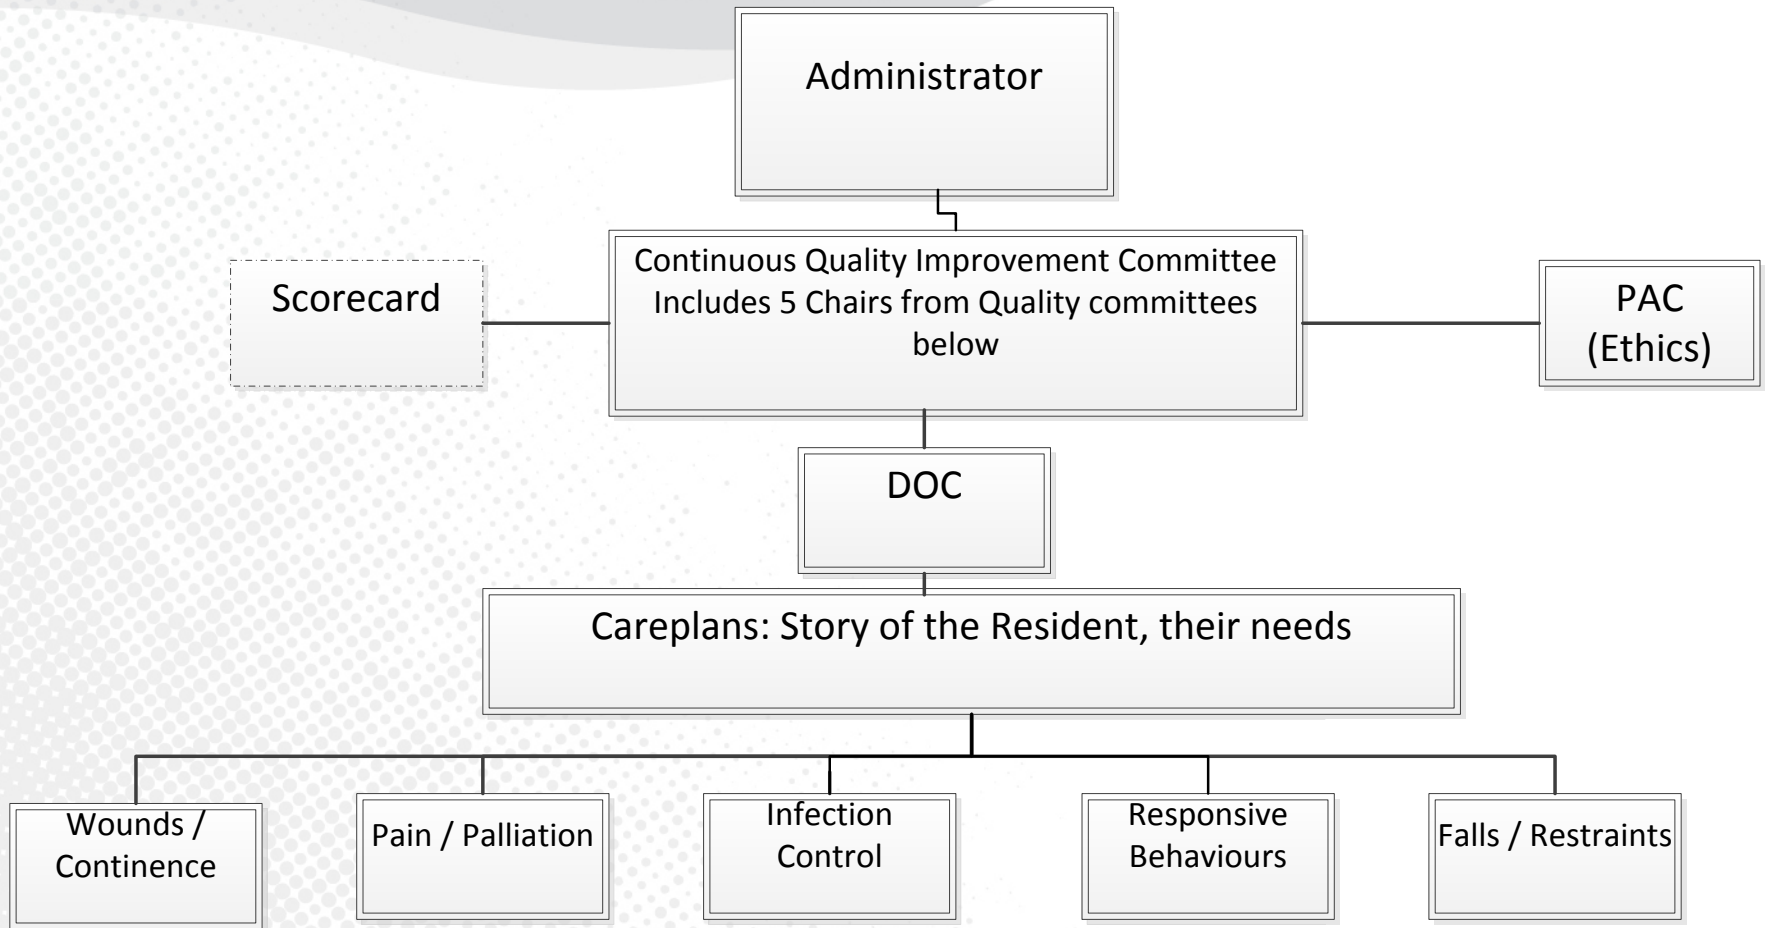 Administrator
Scorecard
Continuous Quality Improvement Committee
Includes 5 Chairs from Quality committees
below
PAC
(Ethics)
DOC
Careplans: Story of the Resident, their needs
Wounds /
Continence
Pain / Palliation
Infection
Control
Responsive
Behaviours
Falls / Restraints